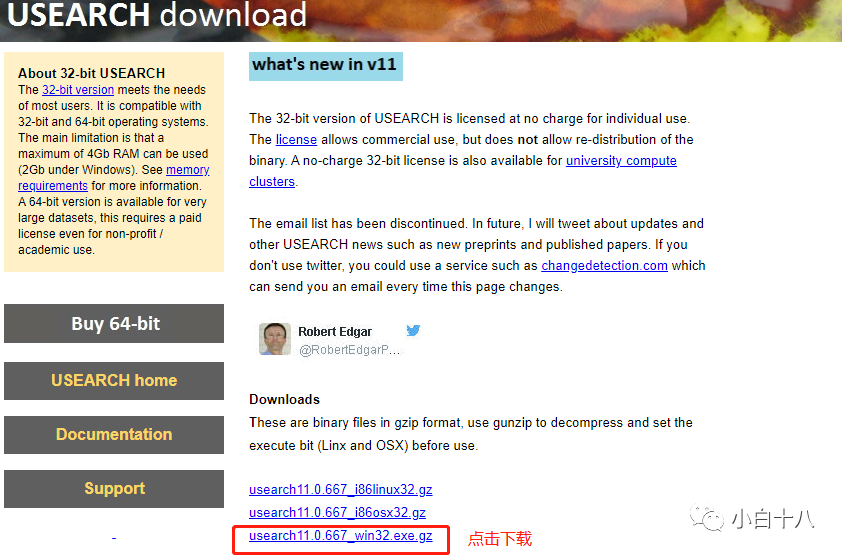 USEARCH download
About 32-bit USEARCH
The 32-bit version meets the needs
of most users. It is compatible with
32-bit and 64-bit operating systems.
The main limitation is that a
maximum of 4Gb RAM can be used
(2Gb under Windows). See memory
requirements for more information.
A 64-bit version is available for very
large datasets, this requires a paid
license even for non-profit /
academic use.
Buy 64-bit
USEARCH home
Documentation
Support
-
what's new in v11
The 32-bit version of USEARCH is licensed at no charge for individual use.
The license allows commercial use, but does not allow re-distribution of the
binary. A no-charge 32-bit license is also available for university compute
clusters.
The email list has been discontinued. In future, I will tweet about updates and
other USEARCH news such as new preprints and published papers. If you
don't use twitter, you could use a service such as changedetection.com which
can send you an email every time this page changes.
Robert Edgar
@RobertEdgarP...
Downloads
These are binary files in gzip format, use gunzip to decompress and set the
execute bit (Linx and OSX) before use.
usearch11.0.667_i86linux32.gz
usearch11.0.667_i86osx32.gz
usearch11.0.667_win32.exe.gz
点击下载
小白十八